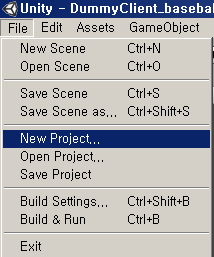 Unity - DummyClient_baseba
File Edit Assets GameObject
New Scene Ctrl+N
Open Scene Ctrl+O
Save Scene Ctrl+S
Save Scene as... Ctrl+Shift+S
New Project...
Open Project...
Save Project
Build Settings... Ctrl+Shift+B
Build & Run Ctrl+B
Exit